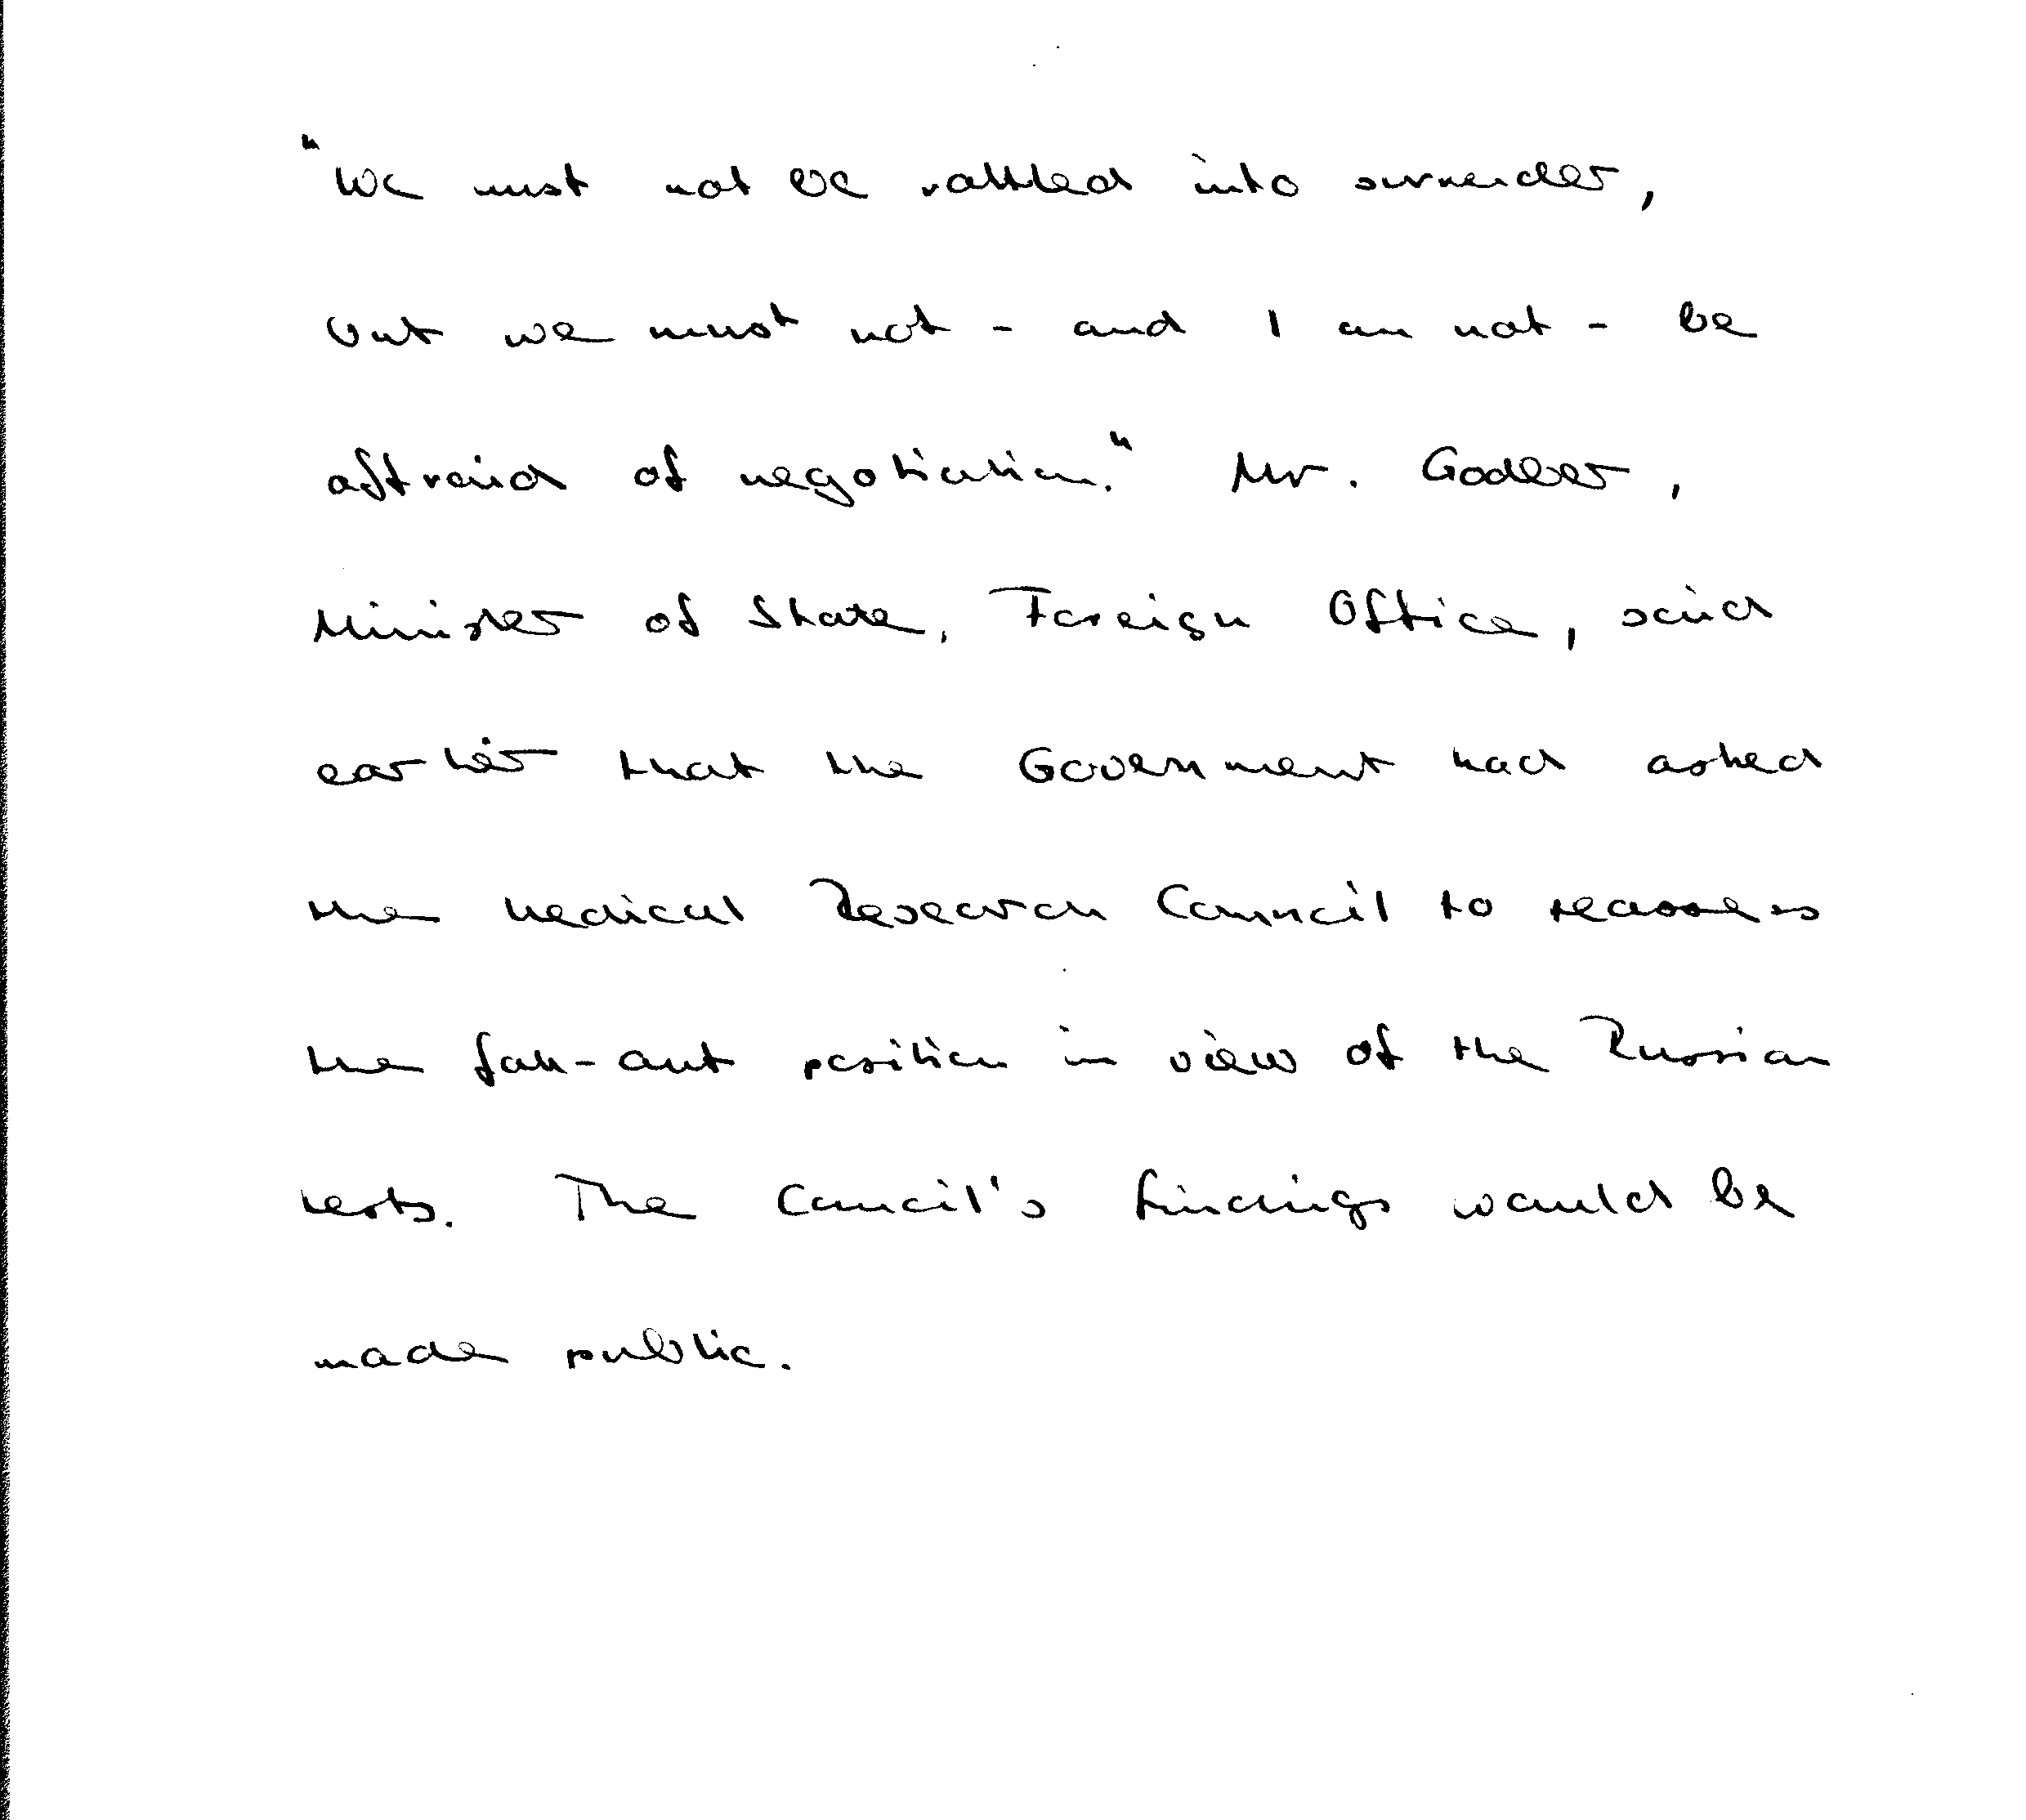 "We must not be rattled into surrender,
but we must not - and I am not - be
affraid of negotiation." Mr. Godber,
Minister of State, Foreign Office, said
earlier that the Government had asked
the Medical Research Council to reassess
the fall-out position in view of the Russian
tests. The Council's findings would be
made public.